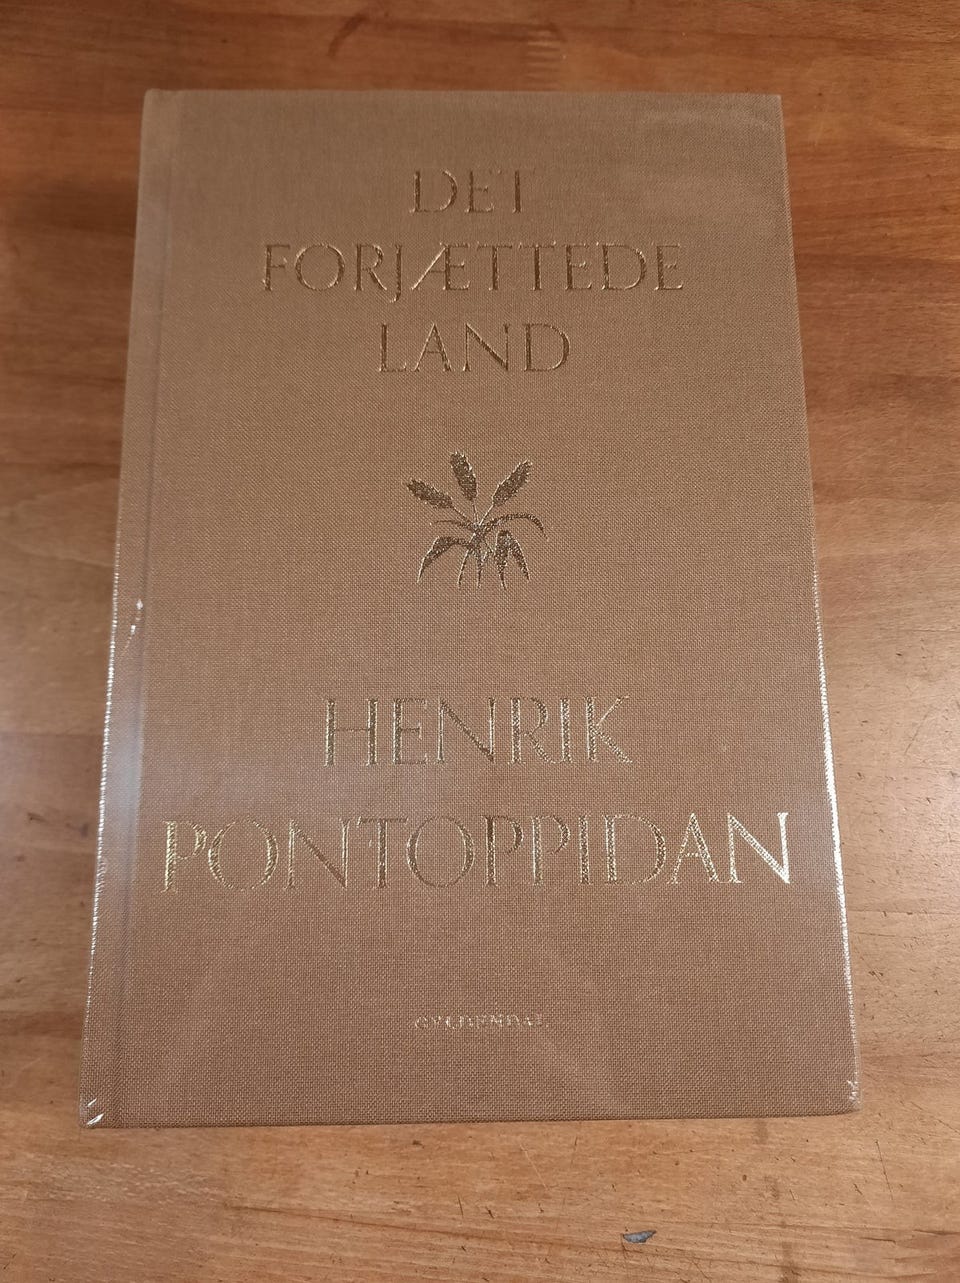 DET
FORJÆTTEDE
LAND
HENRIK
PONTOPPIDAN
GYLDENDAL